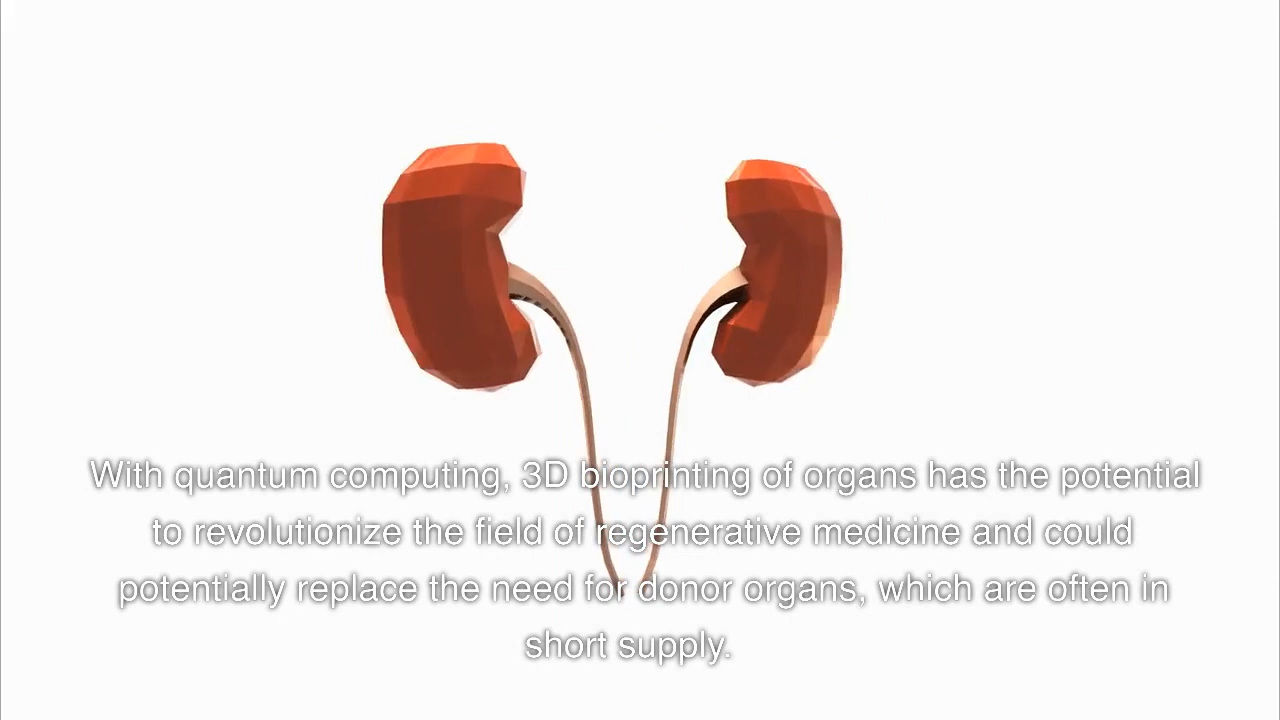 With quantum computing, 3D bioprinting of organs has the potential
to revolutionize the field of regenerative medicine and could
potentially replace the need for donor organs, which are often in
short supply.